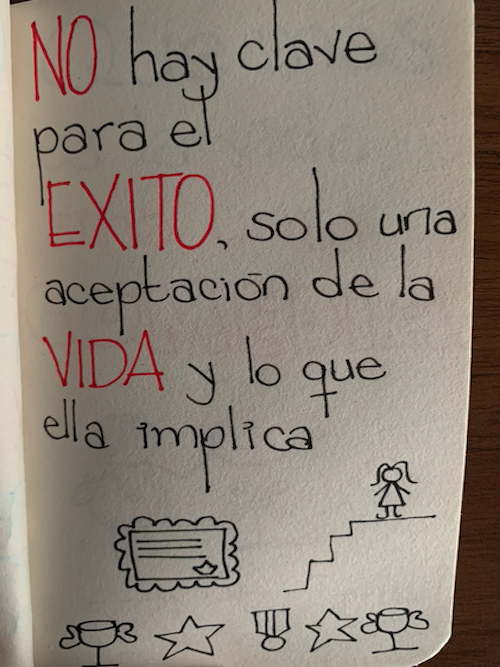 NO hay clave
para el
EXITO, solo una
aceptación de la
VIDA y lo que
ella implica